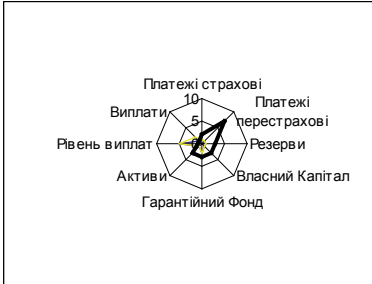 Платежі страхові
Платежі
перестрахові
Резерви
Власний Капітал
Гарантійний Фонд
Активи
Рівень виплат
Виплати
10
5
0